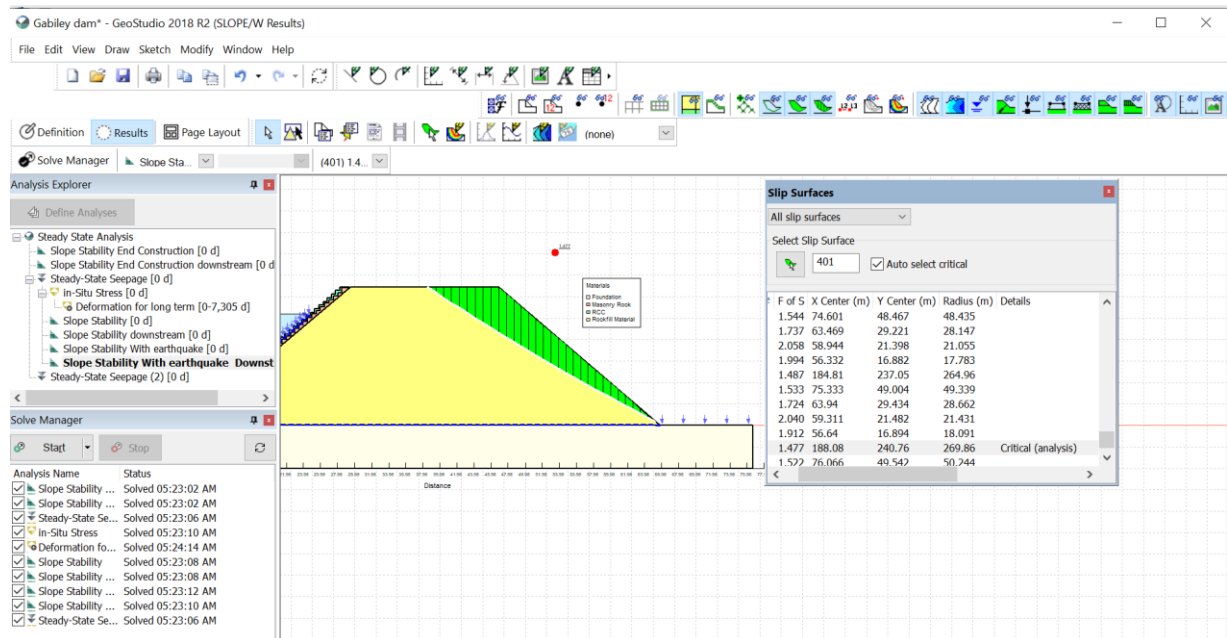 Gabiley dam* - GeoStudio 2018 R2 (SLOPE/W Results)
File Edit View Draw Sketch Modify Window Help
Definition Results Page Layout (none)
Solve Manager Slope Sta... (401) 1.4...
Analysis Explorer
Define Analyses
Steady State Analysis
Slope Stability End Construction [0 d]
Slope Stability End Construction downstream [0 d
Steady-State Seepage [0 d]
in-Situ Stress [0 d]
Deformation for long term [0-7,305 d]
Slope Stability [0 d]
Slope Stability downstream [0 d]
Slope Stability With earthquake [0 d]
Slope Stability With earthquake Downst
Steady-State Seepage (2) [0 d]
Solve Manager
Start Stop
Analysis Name Status
Slope Stability ... Solved 05:23:02 AM
Slope Stability ... Solved 05:23:02 AM
Steady-State Se... Solved 05:23:06 AM
in-Situ Stress Solved 05:23:10 AM
Deformation fo... Solved 05:24:14 AM
Slope Stability Solved 05:23:08 AM
Slope Stability ... Solved 05:23:08 AM
Slope Stability ... Solved 05:23:12 AM
Slope Stability ... Solved 05:23:10 AM
Steady-State Se... Solved 05:23:06 AM
Materials
Foundation
Masonry Rock
RCC
Rockfill Material
Distance
Slip Surfaces
All slip surfaces
Select Slip Surface
401 Auto select critical
F of S X Center (m) Y Center (m) Radius (m) Details
1.544 74.601 48.467 48.435
1.737 63.469 29.221 28.147
2.058 58.944 21.398 21.055
1.994 56.332 16.882 17.783
1.487 184.81 237.05 264.96
1.533 75.333 49.004 49.339
1.724 63.94 29.434 28.662
2.040 59.311 21.482 21.431
1.912 56.64 16.894 18.091
1.477 188.08 240.76 269.86 Critical (analysis)
1.522 76.066 49.542 50.244